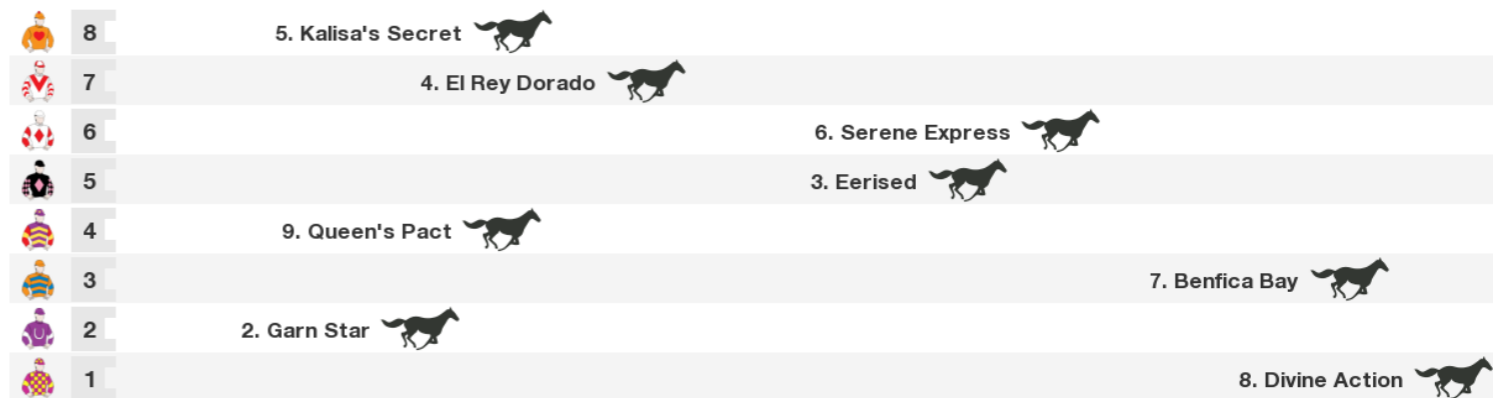 8 5. Kalisa's Secret
7 4. El Rey Dorado
6 6. Serene Express
5 3. Eerised
4 9. Queen's Pact
3 7. Benfica Bay
2 2. Garn Star
1 8. Divine Action